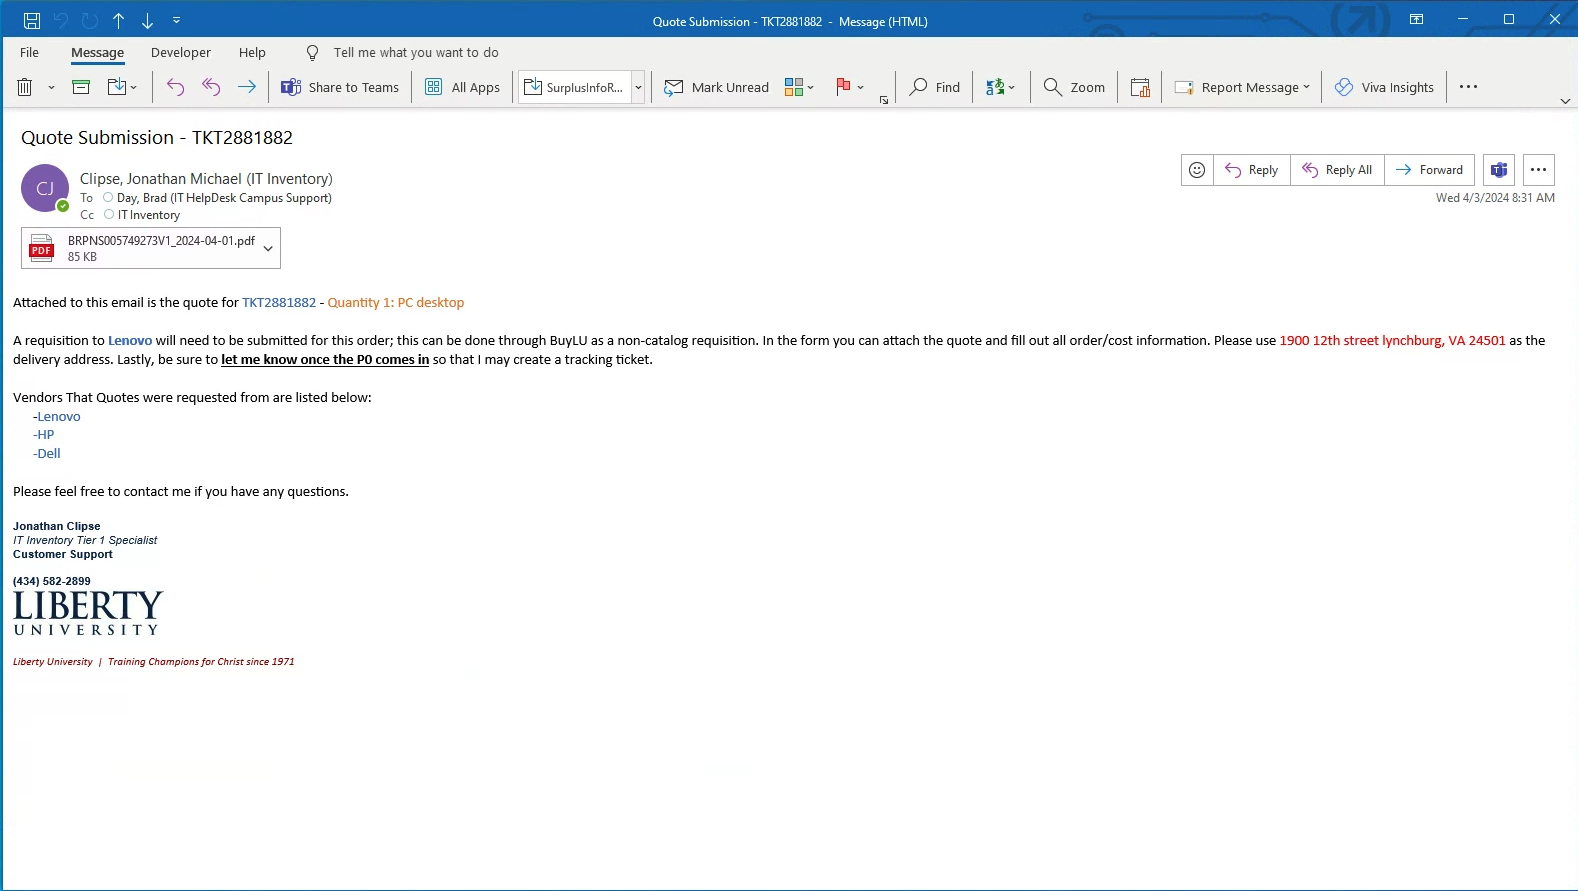 Quote Submission - TKT2881882 - Message (HTML)
File Message Developer Help Tell me what you want to do
Share to Teams All Apps SurplusInfoR... Mark Unread Find Zoom Report Message Viva Insights
Quote Submission - TKT2881882
CJ
Clipse, Jonathan Michael (IT Inventory)
To Day, Brad (IT HelpDesk Campus Support)
Cc IT Inventory
Reply Reply All Forward
Wed 4/3/2024 8:31 AM
PDF
BRPNS005749273V1_2024-04-01.pdf
85 KB
Attached to this email is the quote for TKT2881882 - Quantity 1: PC desktop
A requisition to Lenovo will need to be submitted for this order; this can be done through BuyLU as a non-catalog requisition. In the form you can attach the quote and fill out all order/cost information. Please use 1900 12th street lynchburg, VA 24501 as the
delivery address. Lastly, be sure to let me know once the P0 comes in so that I may create a tracking ticket.
Vendors That Quotes were requested from are listed below:
-Lenovo
-HP
-Dell
Please feel free to contact me if you have any questions.
Jonathan Clipse
IT Inventory Tier 1 Specialist
Customer Support
(434) 582-2899
LIBERTY
UNIVERSITY
Liberty University | Training Champions for Christ since 1971